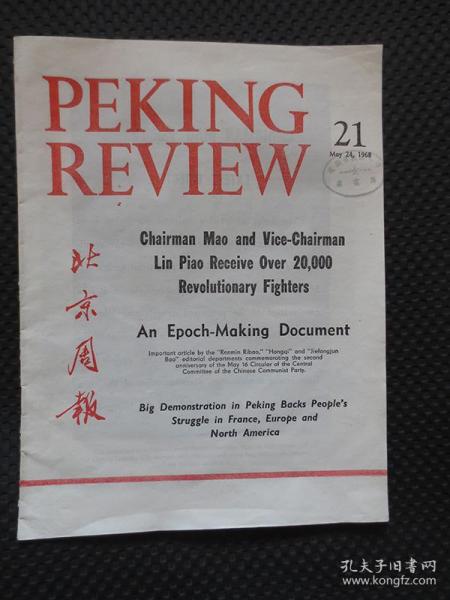 PEKING
REVIEW
21
May 24, 1968
北京周报
Chairman Mao and Vice-Chairman
Lin Piao Receive Over 20,000
Revolutionary Fighters
An Epoch-Making Document
Important article by the "Renmin Ribao," "Hongqi" and "Jiefangjun
Bao" editorial departments commemorating the second
anniversary of the May 16 Circular of the Central
Committee of the Chinese Communist Party.
Big Demonstration in Peking Backs People's
Struggle in France, Europe and
North America
孔夫子旧书网
www.kongfz.com